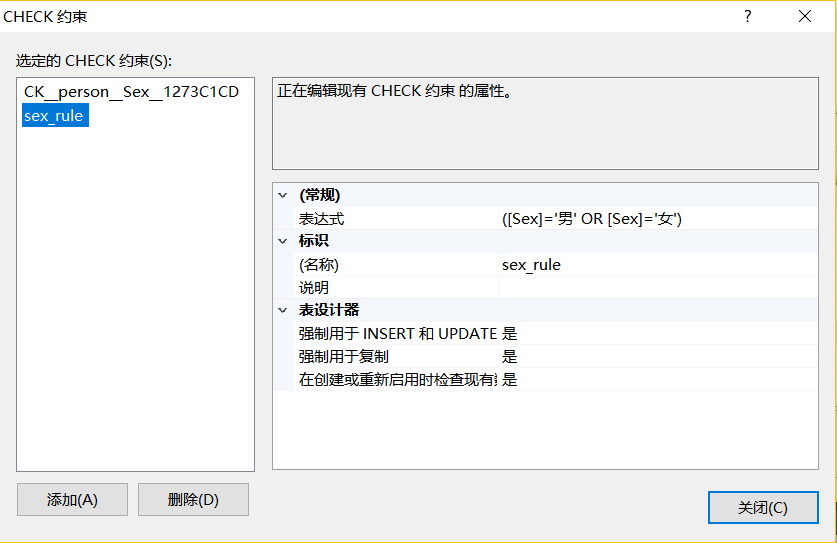 CHECK 约束
?
选定的 CHECK 约束(S):
CK__person__Sex__1273C1CD
sex_rule
正在编辑现有 CHECK 约束 的属性。
(常规)
表达式 ([Sex]='男' OR [Sex]='女')
标识
(名称) sex_rule
说明
表设计器
强制用于 INSERT 和 UPDATE 是
强制用于复制 是
在创建或重新启用时检查现有 是
添加(A) 删除(D)
关闭(C)